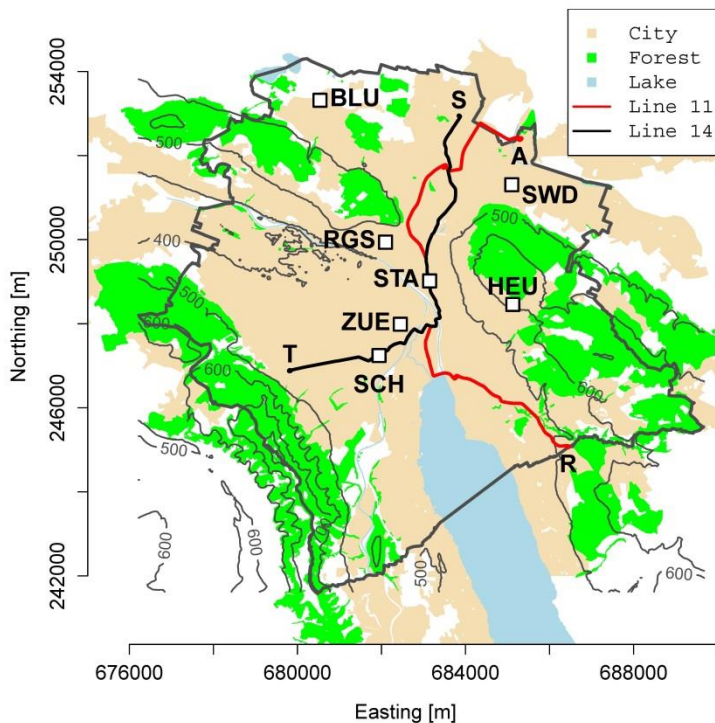 City
Forest
Lake
Line 11
Line 14
254000
250000
246000
242000
Northing [m]
BLU
S
A
SWD
500
500
400
RGS
STA
HEU
ZUE
T
SCH
500
600
600
500
500
R
600
600
600
500
600
676000
680000
684000
688000
Easting [m]